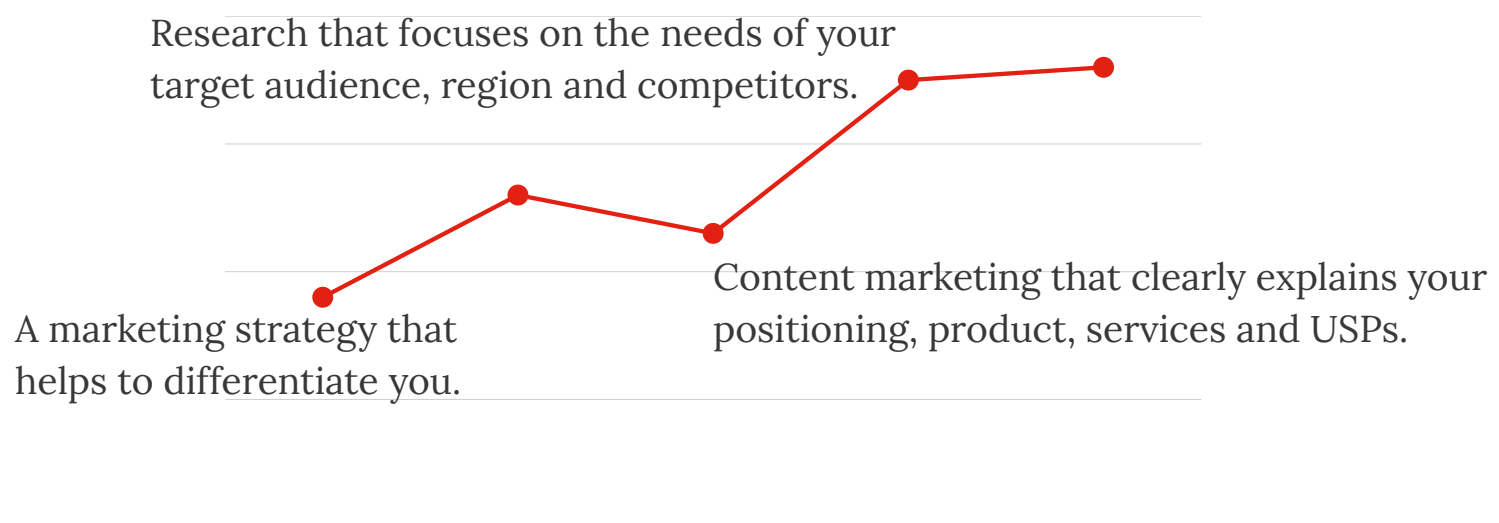 Research that focuses on the needs of your
target audience, region and competitors.
Content marketing that clearly explains your
positioning, product, services and USPs.
A marketing strategy that
helps to differentiate you.